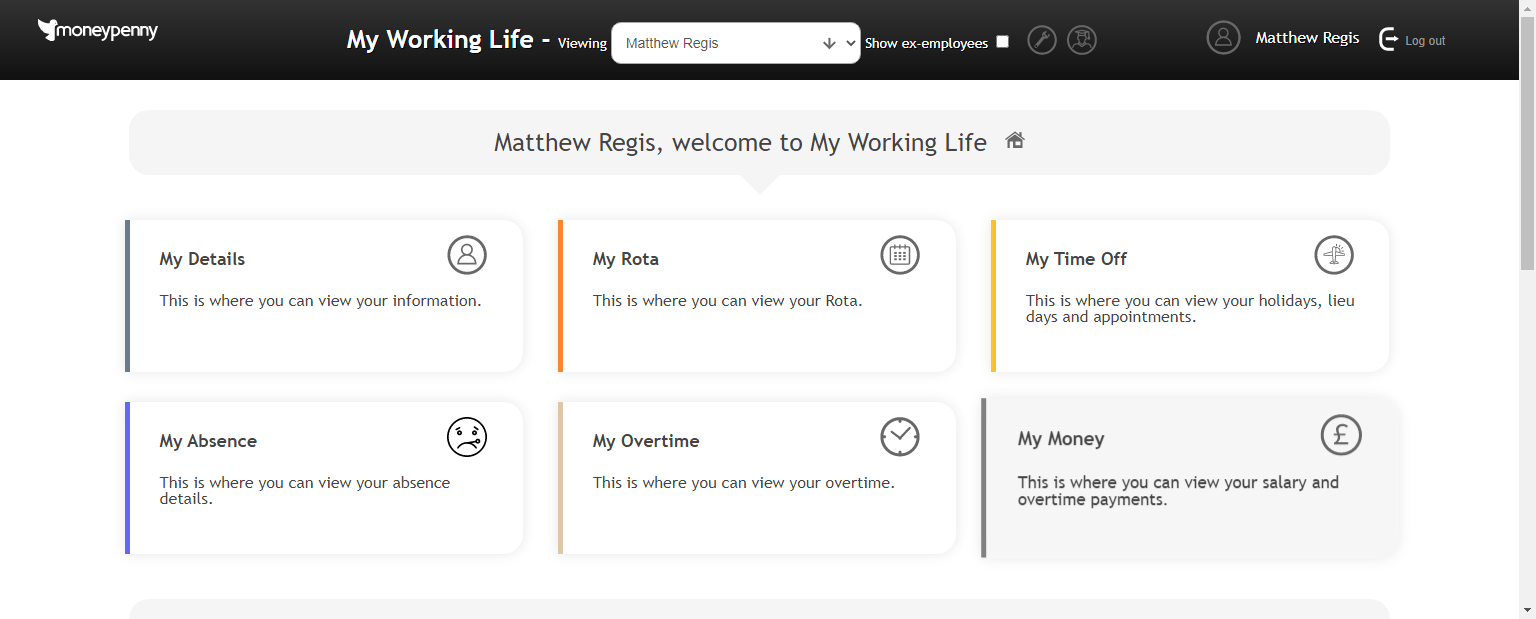 moneypenny
My Working Life - Viewing Matthew Regis Show ex-employees
Matthew Regis Log out
Matthew Regis, welcome to My Working Life
My Details
This is where you can view your information.
My Rota
This is where you can view your Rota.
My Time Off
This is where you can view your holidays, lieu
days and appointments.
My Absence
This is where you can view your absence
details.
My Overtime
This is where you can view your overtime.
My Money
£
This is where you can view your salary and
overtime payments.